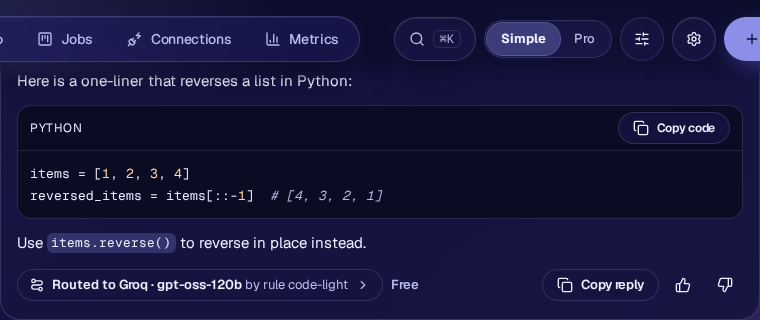 Jobs Connections Metrics ⌘K Simple Pro
Here is a one-liner that reverses a list in Python:
PYTHON Copy code
items = [1, 2, 3, 4]
reversed_items = items[::-1]  # [4, 3, 2, 1]
Use items.reverse() to reverse in place instead.
Routed to Groq · gpt-oss-120b by rule code-light Free Copy reply